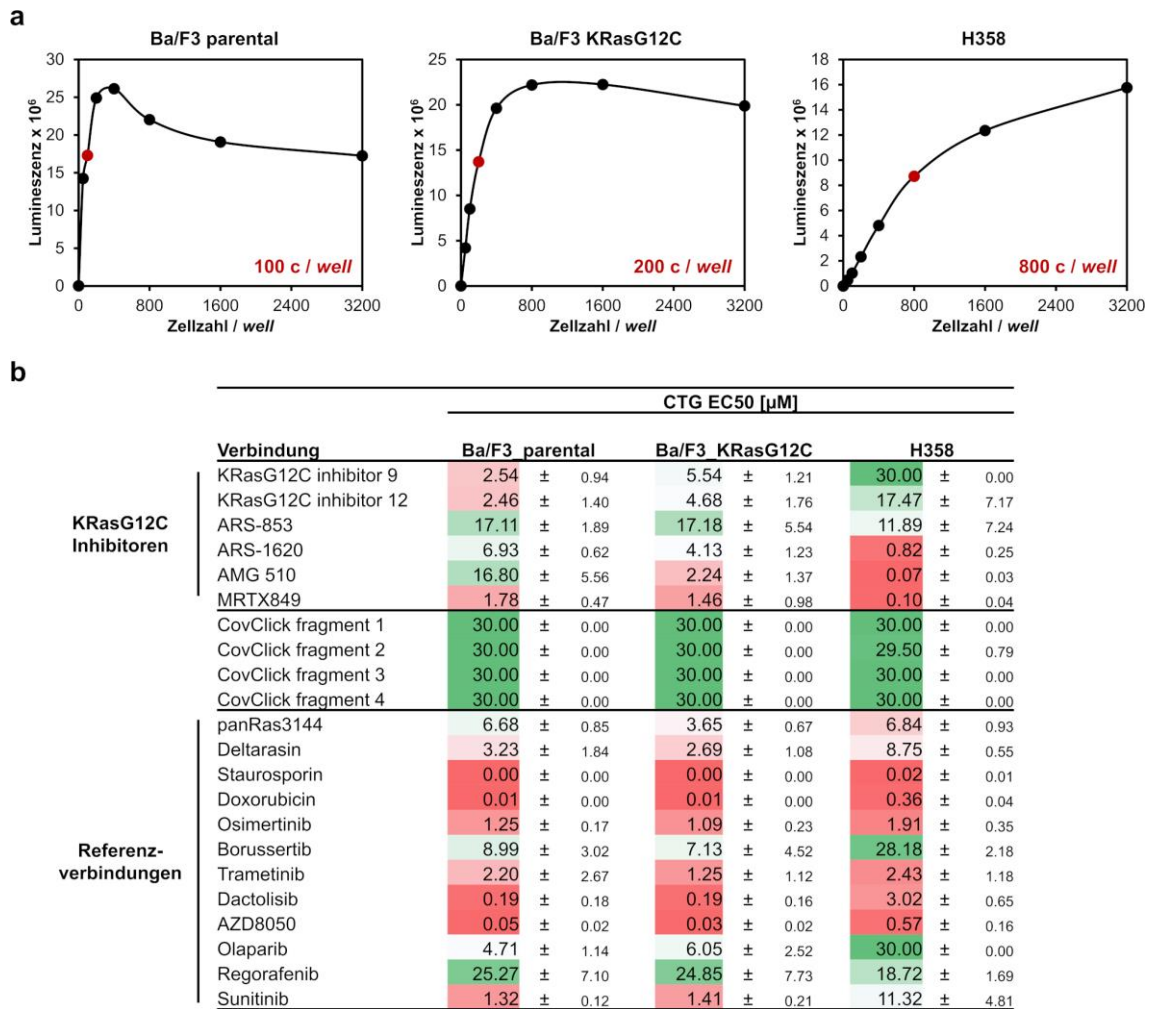 a
Ba/F3 parental
Ba/F3 KRasG12C
H358
Lumineszenz x 10⁶
30
25
20
15
10
5
0
100 c / well
0 800 1600 2400 3200
Zellzahl / well
Lumineszenz x 10⁶
25
20
15
10
5
0
200 c / well
0 800 1600 2400 3200
Zellzahl / well
Lumineszenz x 10⁶
18
16
14
12
10
8
6
4
2
0
800 c / well
0 800 1600 2400 3200
Zellzahl / well
b
CTG EC50 [µM]
Verbindung Ba/F3_parental Ba/F3_KRasG12C H358
KRasG12C Inhibitoren
KRasG12C inhibitor 9 2.54 ± 0.94 5.54 ± 1.21 30.00 ± 0.00
KRasG12C inhibitor 12 2.46 ± 1.40 4.68 ± 1.76 17.47 ± 7.17
ARS-853 17.11 ± 1.89 17.18 ± 5.54 11.89 ± 7.24
ARS-1620 6.93 ± 0.62 4.13 ± 1.23 0.82 ± 0.25
AMG 510 16.80 ± 5.56 2.24 ± 1.37 0.07 ± 0.03
MRTX849 1.78 ± 0.47 1.46 ± 0.98 0.10 ± 0.04
CovClick fragment 1 30.00 ± 0.00 30.00 ± 0.00 30.00 ± 0.00
CovClick fragment 2 30.00 ± 0.00 30.00 ± 0.00 29.50 ± 0.79
CovClick fragment 3 30.00 ± 0.00 30.00 ± 0.00 30.00 ± 0.00
CovClick fragment 4 30.00 ± 0.00 30.00 ± 0.00 30.00 ± 0.00
Referenz-
verbindungen
panRas3144 6.68 ± 0.85 3.65 ± 0.67 6.84 ± 0.93
Deltarasin 3.23 ± 1.84 2.69 ± 1.08 8.75 ± 0.55
Staurosporin 0.00 ± 0.00 0.00 ± 0.00 0.02 ± 0.01
Doxorubicin 0.01 ± 0.00 0.01 ± 0.00 0.36 ± 0.04
Osimertinib 1.25 ± 0.17 1.09 ± 0.23 1.91 ± 0.35
Borussertib 8.99 ± 3.02 7.13 ± 4.52 28.18 ± 2.18
Trametinib 2.20 ± 2.67 1.25 ± 1.12 2.43 ± 1.18
Dactolisib 0.19 ± 0.18 0.19 ± 0.16 3.02 ± 0.65
AZD8050 0.05 ± 0.02 0.03 ± 0.02 0.57 ± 0.16
Olaparib 4.71 ± 1.14 6.05 ± 2.52 30.00 ± 0.00
Regorafenib 25.27 ± 7.10 24.85 ± 7.73 18.72 ± 1.69
Sunitinib 1.32 ± 0.12 1.41 ± 0.21 11.32 ± 4.81